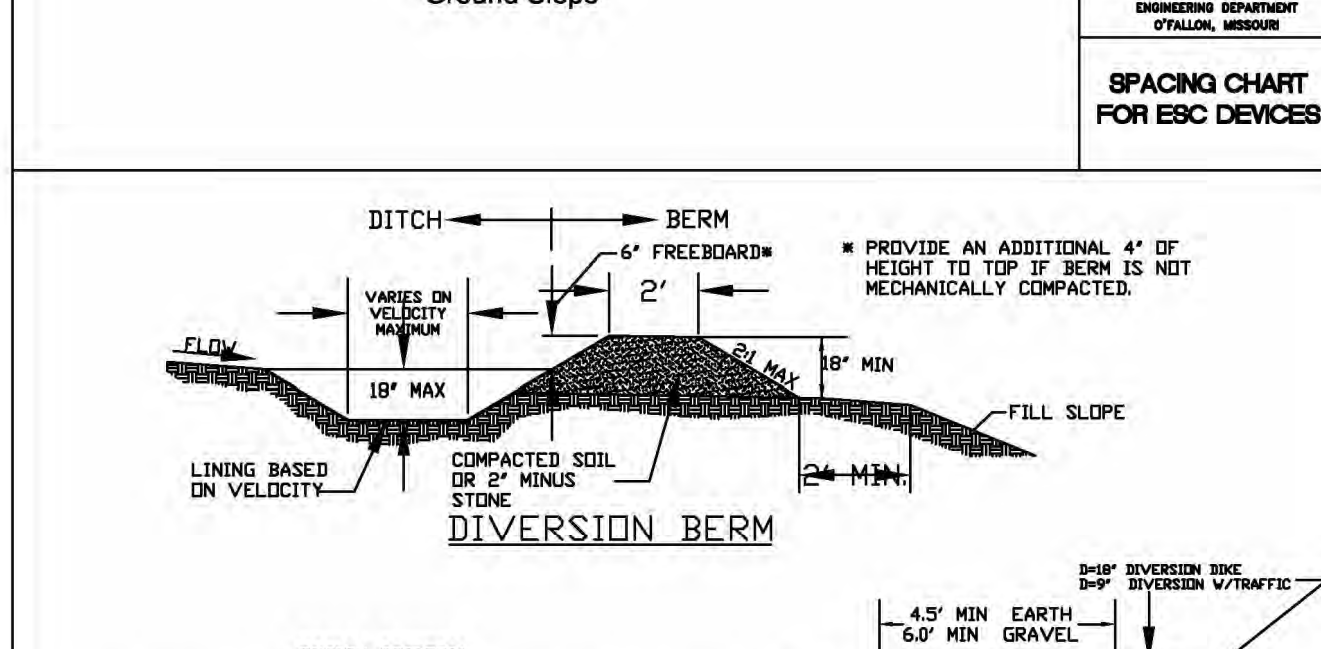 Ground Slope
ENGINEERING DEPARTMENT
O'FALLON, MISSOURI
SPACING CHART
FOR ESC DEVICES
DITCH
BERM
6" FREEBOARD*
2'
* PROVIDE AN ADDITIONAL 4" OF
HEIGHT TO TOP IF BERM IS NOT
MECHANICALLY COMPACTED.
VARIES ON
VELOCITY
MAXIMUM
FLOW
18" MAX
2:1 MAX
18" MIN
FILL SLOPE
LINING BASED
ON VELOCITY
COMPACTED SOIL
OR 2" MINUS
STONE
2' MIN.
DIVERSION BERM
D=18" DIVERSION DIKE
D=9" DIVERSION W/TRAFFIC
4.5' MIN EARTH
6.0' MIN GRAVEL